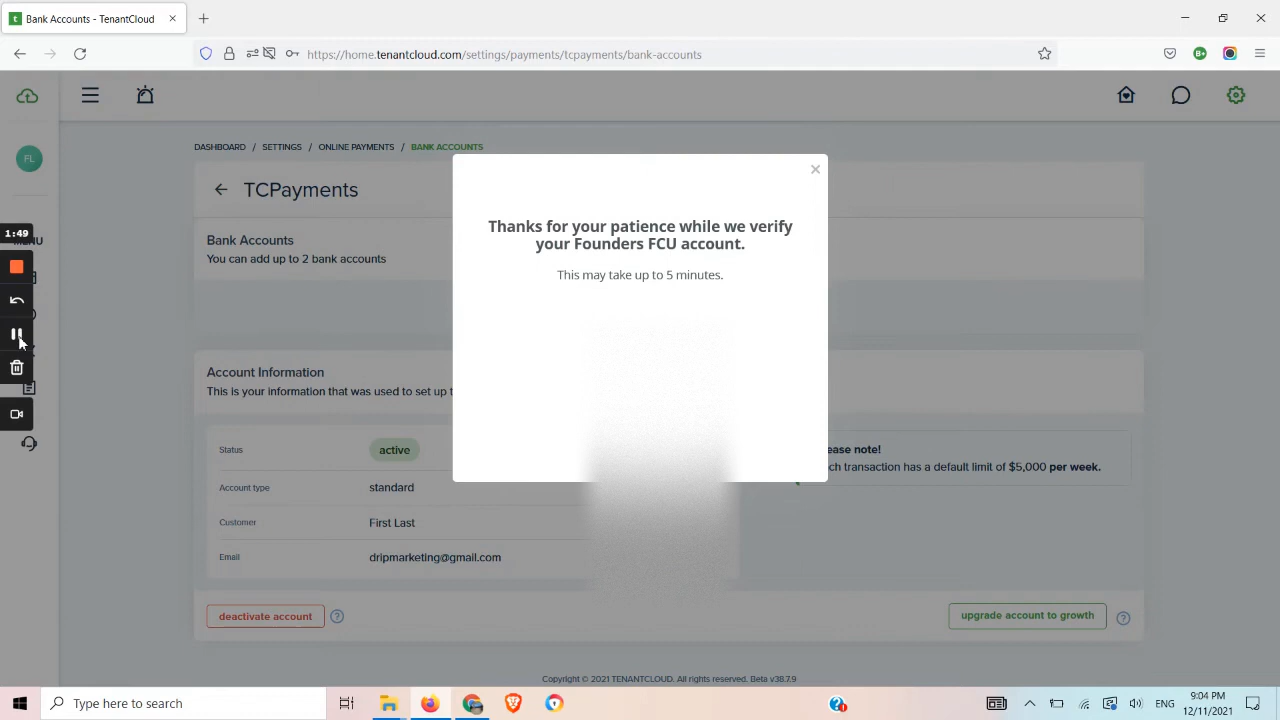 t Bank Accounts - TenantCloud
https://home.tenantcloud.com/settings/payments/tcpayments/bank-accounts
B+
FL
1:49
MENU
DASHBOARD / SETTINGS / ONLINE PAYMENTS / BANK ACCOUNTS
TCPayments
Bank Accounts
You can add up to 2 bank accounts
Thanks for your patience while we verify
your Founders FCU account.
This may take up to 5 minutes.
Account Information
This is your information that was used to set up
Status active
Account type standard
Customer First Last
Email dripmarketing@gmail.com
ease note!
ch transaction has a default limit of $5,000 per week.
deactivate account ?
upgrade account to growth ?
Copyright © 2021 TENANTCLOUD. All rights reserved. Beta v38.7.9
Type here to search
ENG
9:04 PM
12/11/2021